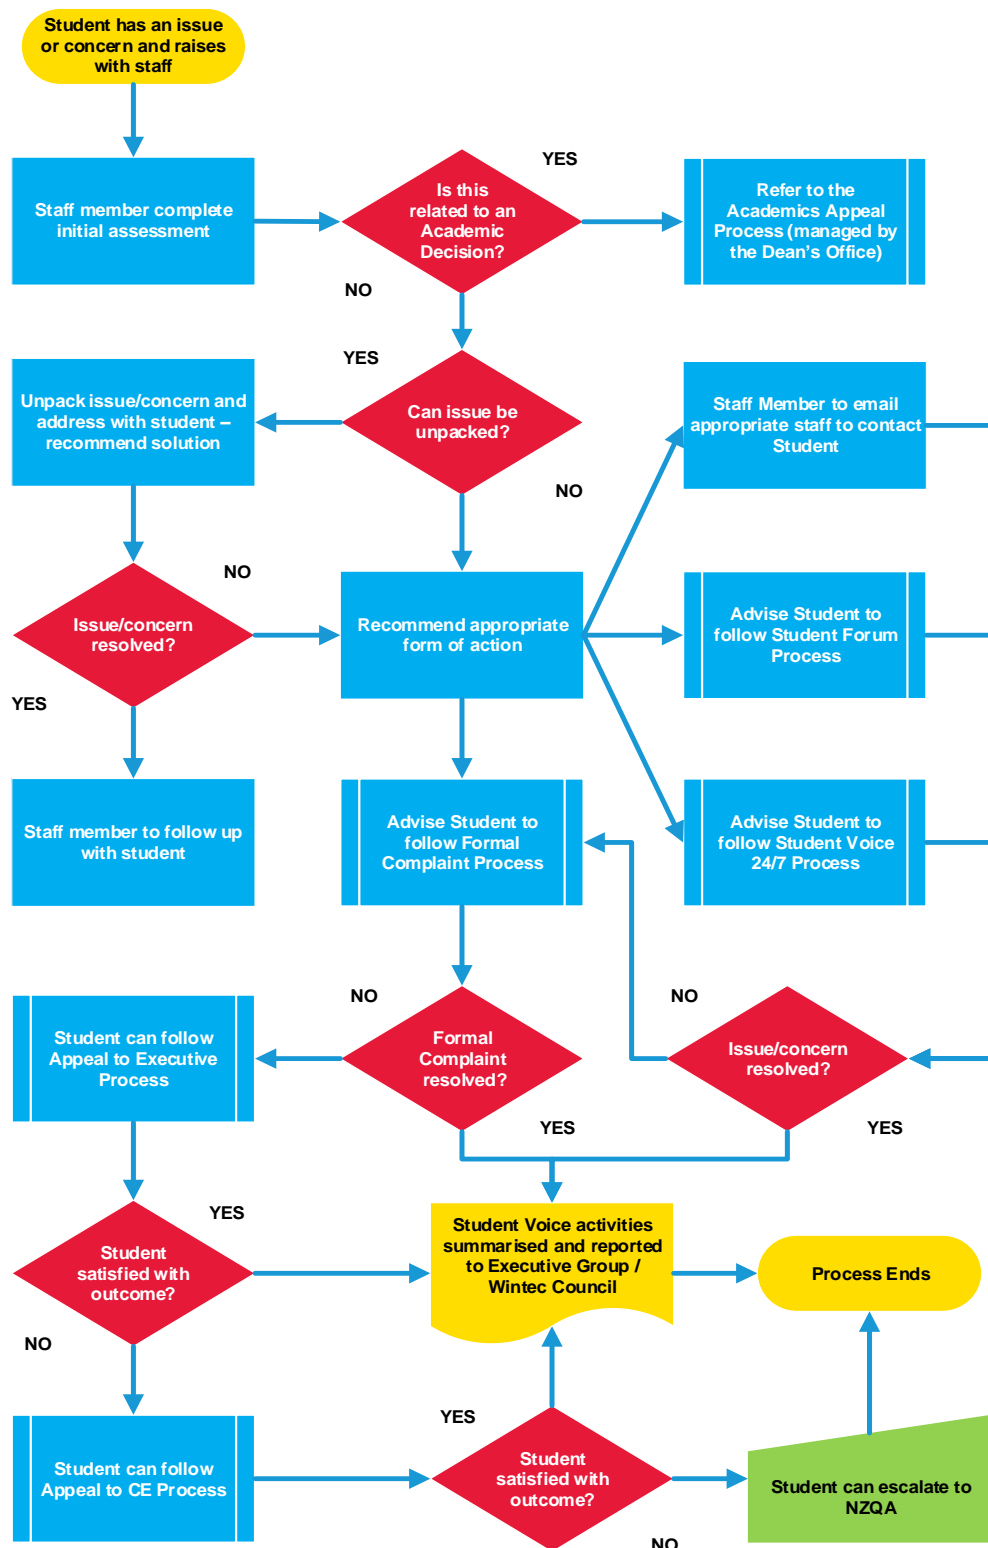 Student has an issue
or concern and raises
with staff
Staff member complete
initial assessment
Is this
related to an
Academic
Decision?
YES
Refer to the
Academics Appeal
Process (managed by
the Dean's Office)
NO
YES
Unpack issue/concern and
address with student –
recommend solution
Can issue be
unpacked?
Staff Member to email
appropriate staff to contact
Student
NO
NO
Issue/concern
resolved?
Recommend appropriate
form of action
Advise Student to
follow Student Forum
Process
YES
Staff member to follow up
with student
Advise Student to
follow Formal
Complaint Process
Advise Student to
follow Student Voice
24/7 Process
NO
NO
Student can follow
Appeal to Executive
Process
Formal
Complaint
resolved?
Issue/concern
resolved?
YES
YES
YES
Student
satisfied with
outcome?
Student Voice activities
summarised and reported
to Executive Group /
Wintec Council
Process Ends
NO
YES
Student can follow
Appeal to CE Process
Student
satisfied with
outcome?
Student can escalate to
NZQA
NO